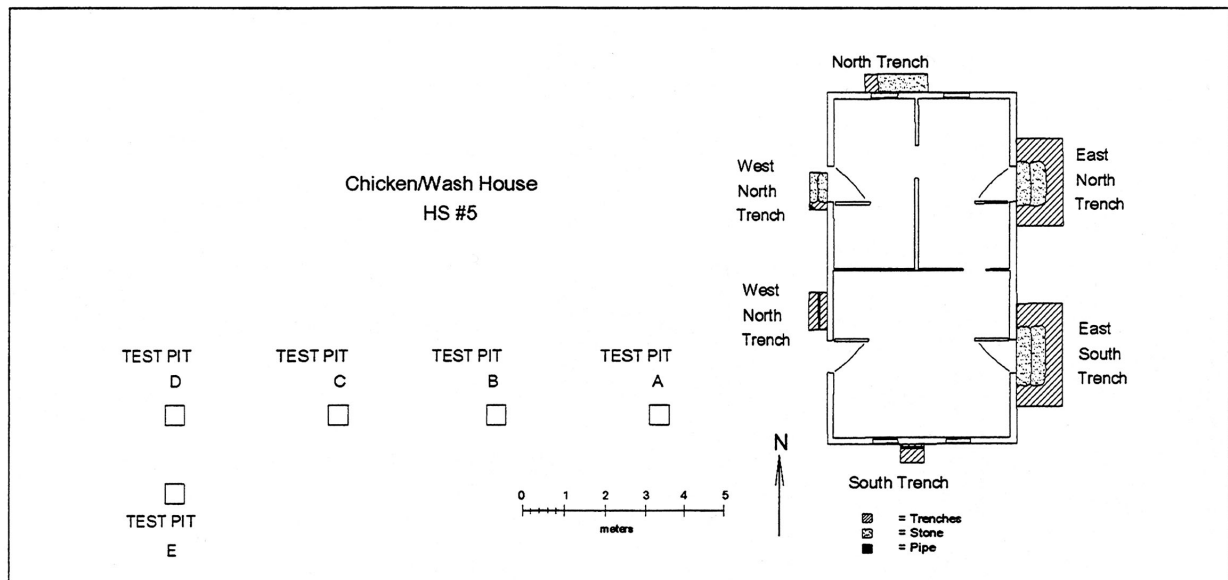 North Trench
West
North
Trench
East
North
Trench
Chicken/Wash House
HS #5
West
North
Trench
East
South
Trench
TEST PIT
D
TEST PIT
C
TEST PIT
B
TEST PIT
A
TEST PIT
E
0 1 2 3 4 5
meters
N
South Trench
= Trenches
= Stone
= Pipe